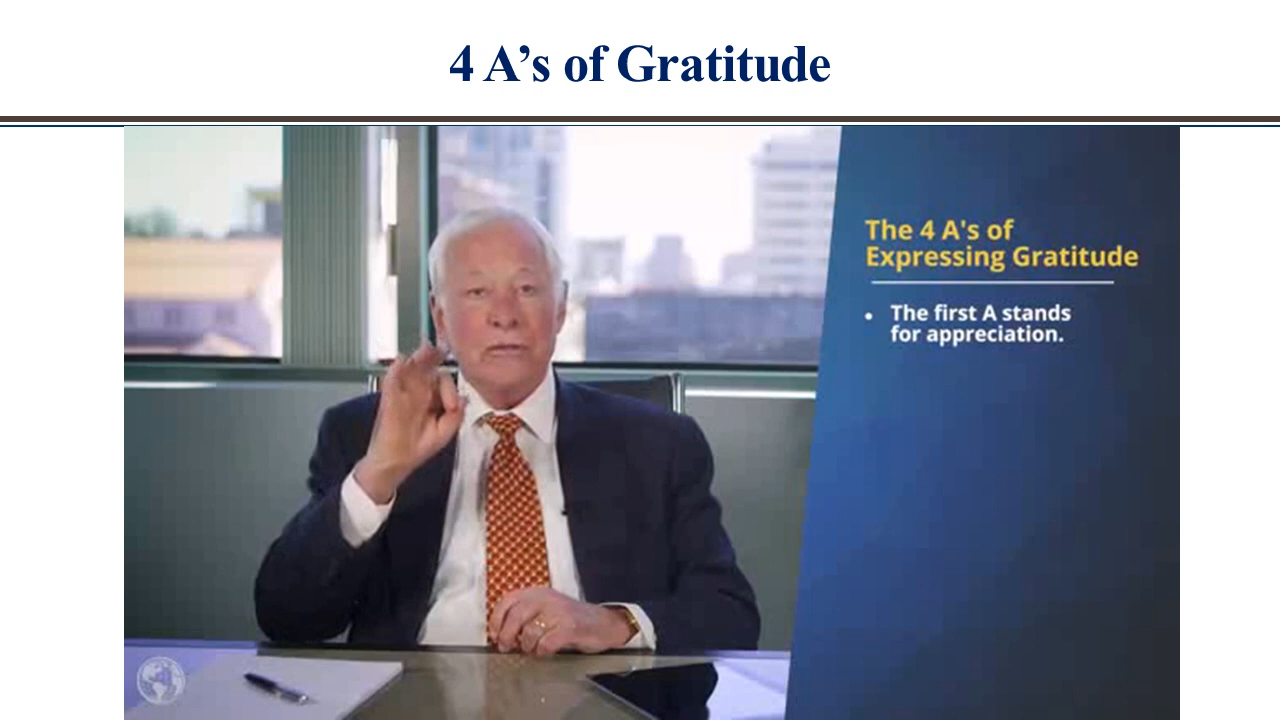 4 A’s of Gratitude
The 4 A's of
Expressing Gratitude
• The first A stands
for appreciation.